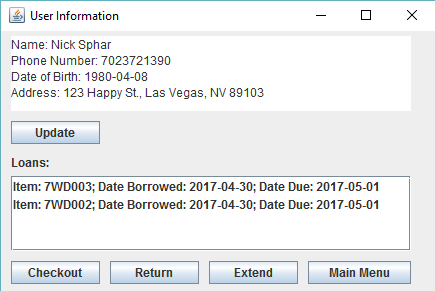 User Information
Name: Nick Sphar
Phone Number: 7023721390
Date of Birth: 1980-04-08
Address: 123 Happy St., Las Vegas, NV 89103
Update
Loans:
Item: 7WD003; Date Borrowed: 2017-04-30; Date Due: 2017-05-01
Item: 7WD002; Date Borrowed: 2017-04-30; Date Due: 2017-05-01
Checkout Return Extend Main Menu